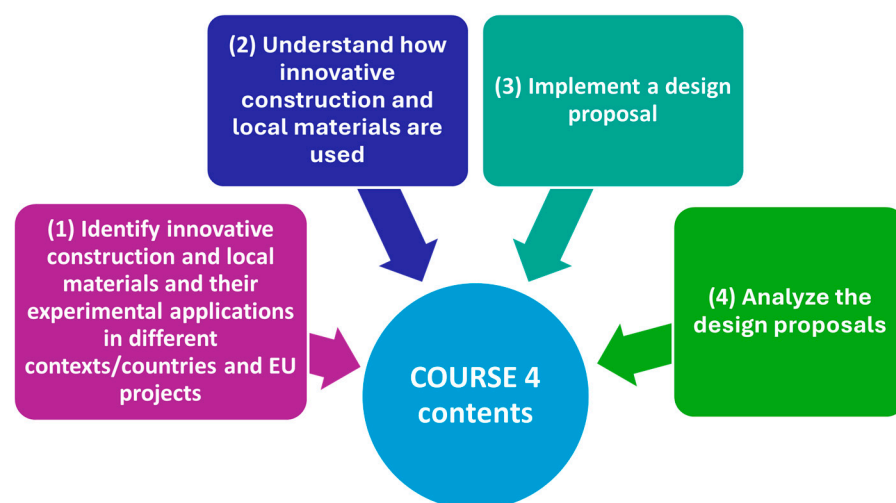 (1) Identify innovative
construction and local
materials and their
experimental applications
in different
contexts/countries and EU
projects
(2) Understand how
innovative
construction and
local materials are
used
(3) Implement a design
proposal
(4) Analyze the
design proposals
COURSE 4
contents